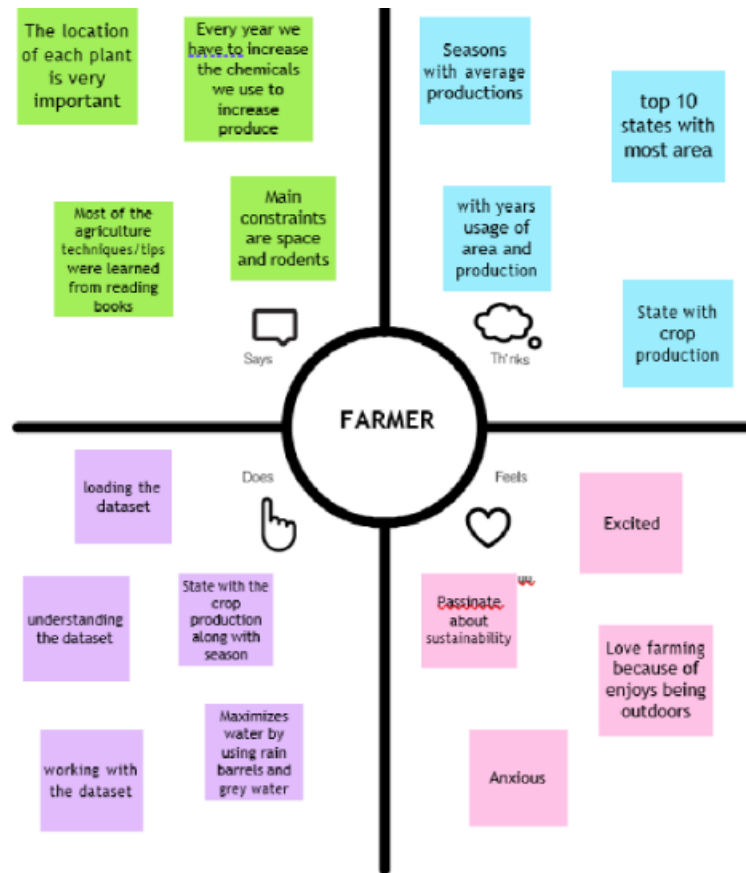 The location
of each plant
is very
important
Every year we
have to increase
the chemicals
we use to
increase
produce
Most of the
agriculture
techniques/tips
were learned
from reading
books
Main
constraints
are space
and rodents
Says
Seasons
with average
productions
top 10
states with
most area
with years
usage of
area and
production
State with
crop
production
Thinks
FARMER
Does
loading the
dataset
understanding
the dataset
State with the
crop
production
along with
season
working with
the dataset
Maximizes
water by
using rain
barrels and
grey water
Feels
Excited
Passinate
about
sustainability
Love farming
because of
enjoys being
outdoors
Anxious